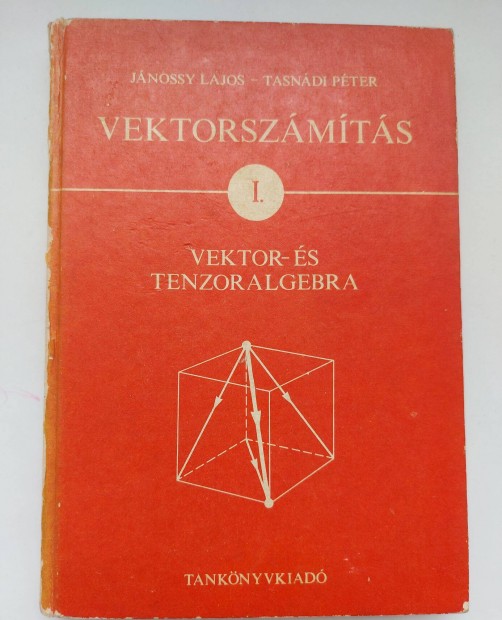 JÁNOSSY LAJOS – TASNÁDI PÉTER
VEKTORSZÁMÍTÁS
I.
VEKTOR- ÉS
TENZORALGEBRA
TANKÖNYVKIADÓ